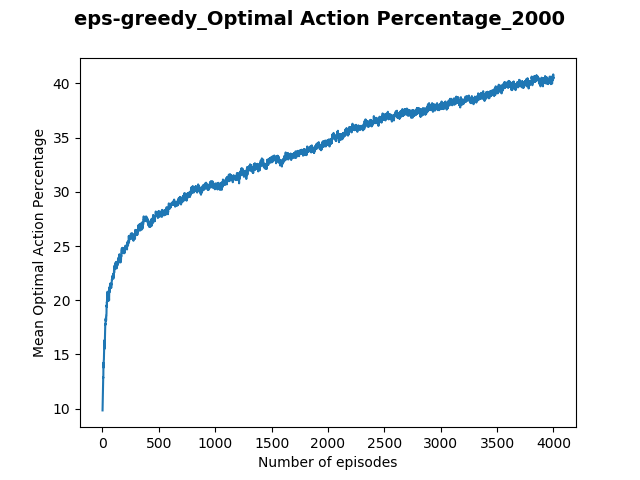 eps-greedy_Optimal Action Percentage_2000
40
35
30
25
20
15
10
Mean Optimal Action Percentage
0 500 1000 1500 2000 2500 3000 3500 4000
Number of episodes